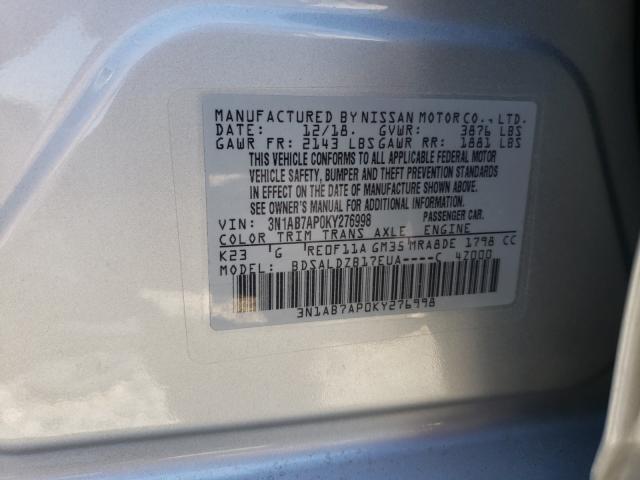 MANUFACTURED BY NISSAN MOTOR CO., LTD.
DATE: 12/18. GVWR: 3876 LBS
GAWR FR: 2143 LBS GAWR RR: 1881 LBS
THIS VEHICLE CONFORMS TO ALL APPLICABLE FEDERAL MOTOR
VEHICLE SAFETY, BUMPER AND THEFT PREVENTION STANDARDS
IN EFFECT ON THE DATE OF MANUFACTURE SHOWN ABOVE.
SEE OWNER'S MANUAL FOR ADDITIONAL INFORMATION.
VIN: 3N1AB7AP0KY276998 PASSENGER CAR.
COLOR TRIM TRANS AXLE ENGINE
K23 G RE0F11A GM35 MRA8DE 1798 CC
MODEL: BDSALDZB17EUA----C 42000
3N1AB7AP0KY276998